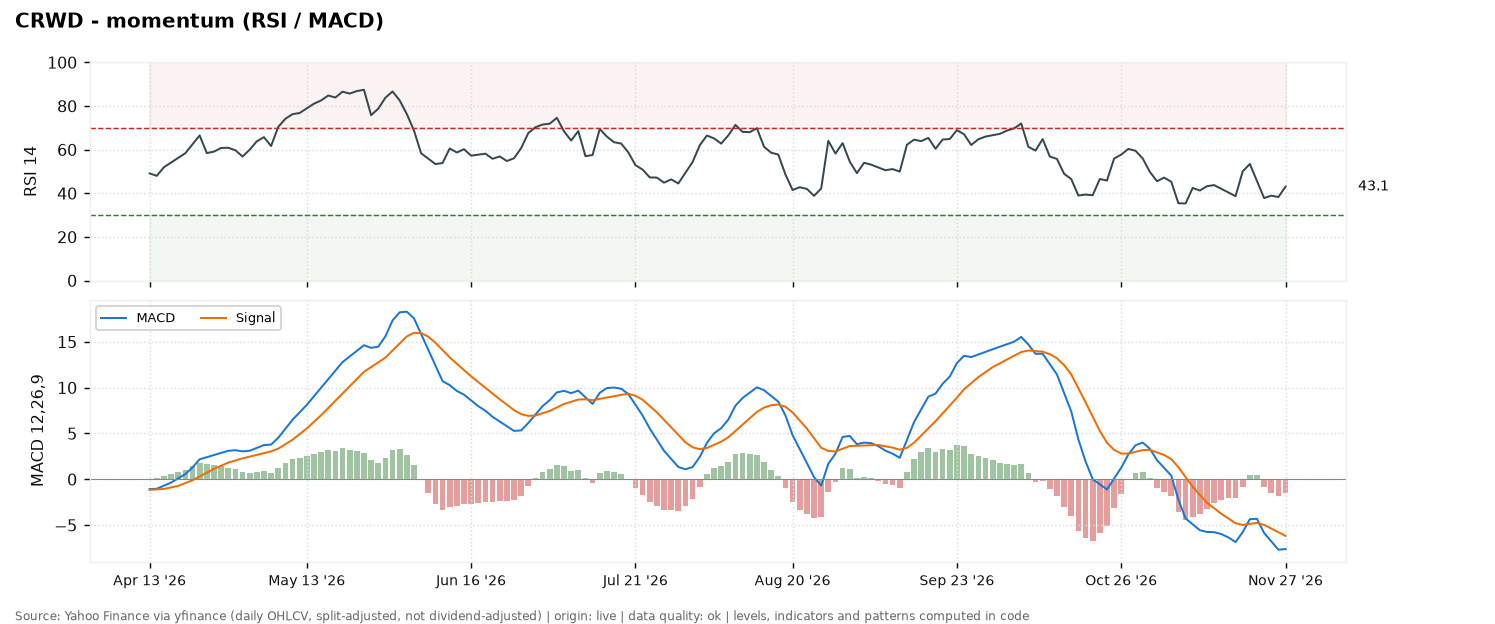 CRWD - momentum (RSI / MACD)
100
80
60
40
20
0
RSI 14
43.1
MACD
Signal
15
10
5
0
−5
MACD 12,26,9
Apr 13 '26
May 13 '26
Jun 16 '26
Jul 21 '26
Aug 20 '26
Sep 23 '26
Oct 26 '26
Nov 27 '26
Source: Yahoo Finance via yfinance (daily OHLCV, split-adjusted, not dividend-adjusted) | origin: live | data quality: ok | levels, indicators and patterns computed in code